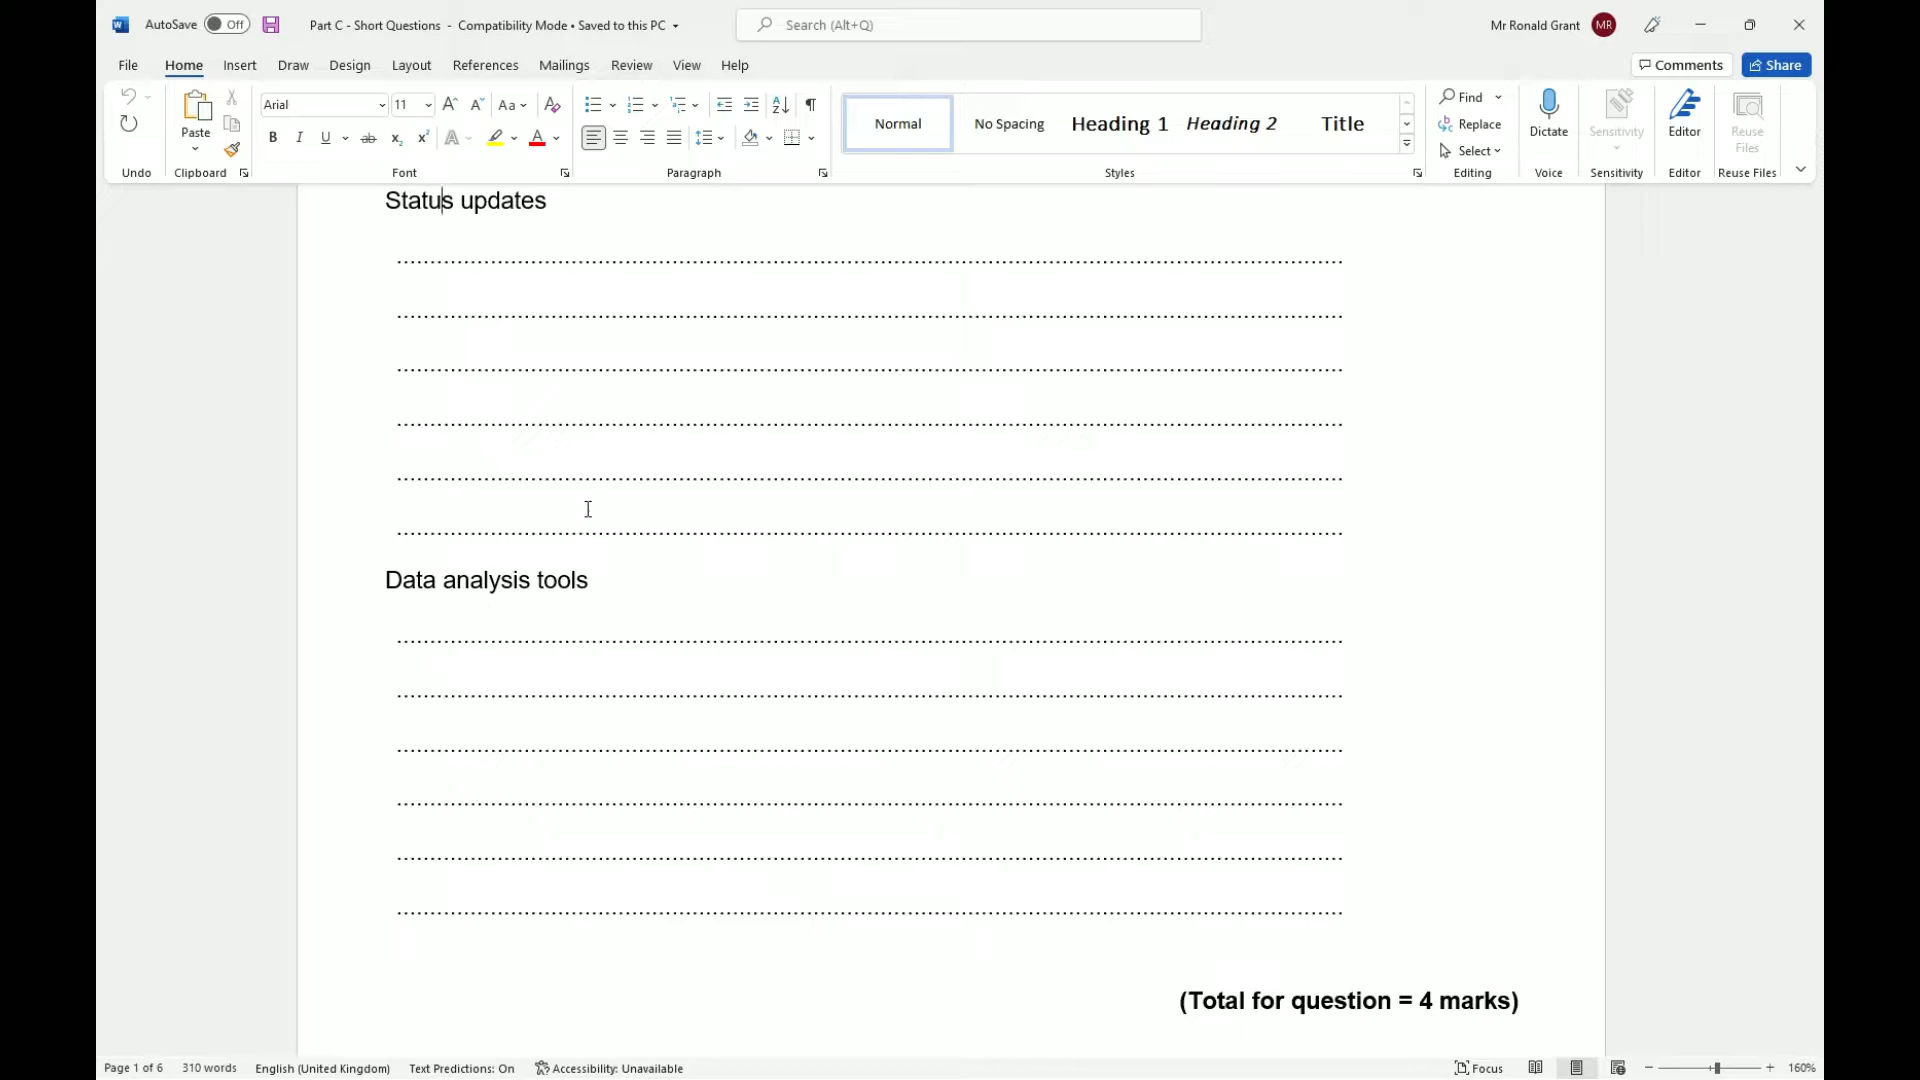 AutoSave Off Part C - Short Questions - Compatibility Mode • Saved to this PC Search (Alt+Q) Mr Ronald Grant MR
File Home Insert Draw Design Layout References Mailings Review View Help Comments Share
Paste Arial 11 Aa Normal No Spacing Heading 1 Heading 2 Title Find Replace Select Dictate Sensitivity Editor Reuse Files
Undo Clipboard Font Paragraph Styles Editing Voice Sensitivity Editor Reuse Files
Status updates
Data analysis tools
(Total for question = 4 marks)
Page 1 of 6 310 words English (United Kingdom) Text Predictions: On Accessibility: Unavailable Focus 160%